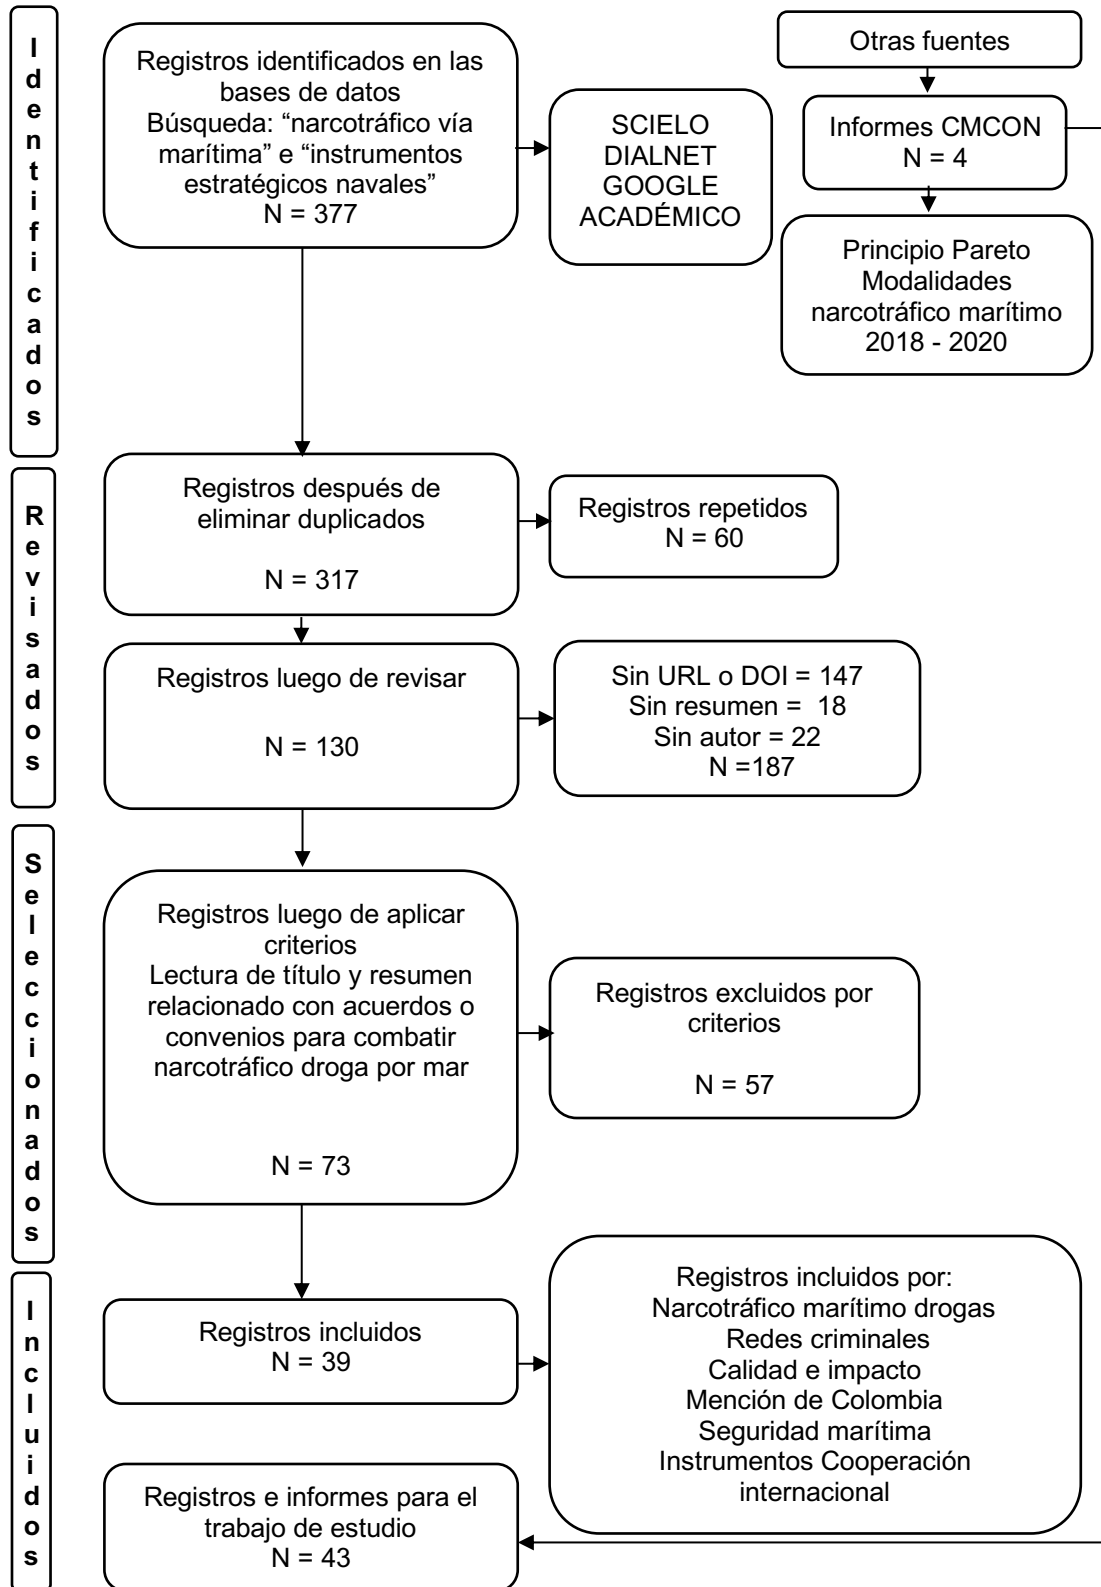 Identificados
Registros identificados en las
bases de datos
Búsqueda: “narcotráfico vía
marítima” e “instrumentos
estratégicos navales”
N = 377
SCIELO
DIALNET
GOOGLE
ACADÉMICO
Otras fuentes
Informes CMCON
N = 4
Principio Pareto
Modalidades
narcotráfico marítimo
2018 - 2020
Revisados
Registros después de
eliminar duplicados
N = 317
Registros repetidos
N = 60
Registros luego de revisar
N = 130
Sin URL o DOI = 147
Sin resumen = 18
Sin autor = 22
N =187
Seleccionados
Registros luego de aplicar
criterios
Lectura de título y resumen
relacionado con acuerdos o
convenios para combatir
narcotráfico droga por mar
N = 73
Registros excluidos por
criterios
N = 57
Incluidos
Registros incluidos
N = 39
Registros incluidos por:
Narcotráfico marítimo drogas
Redes criminales
Calidad e impacto
Mención de Colombia
Seguridad marítima
Instrumentos Cooperación
internacional
Registros e informes para el
trabajo de estudio
N = 43